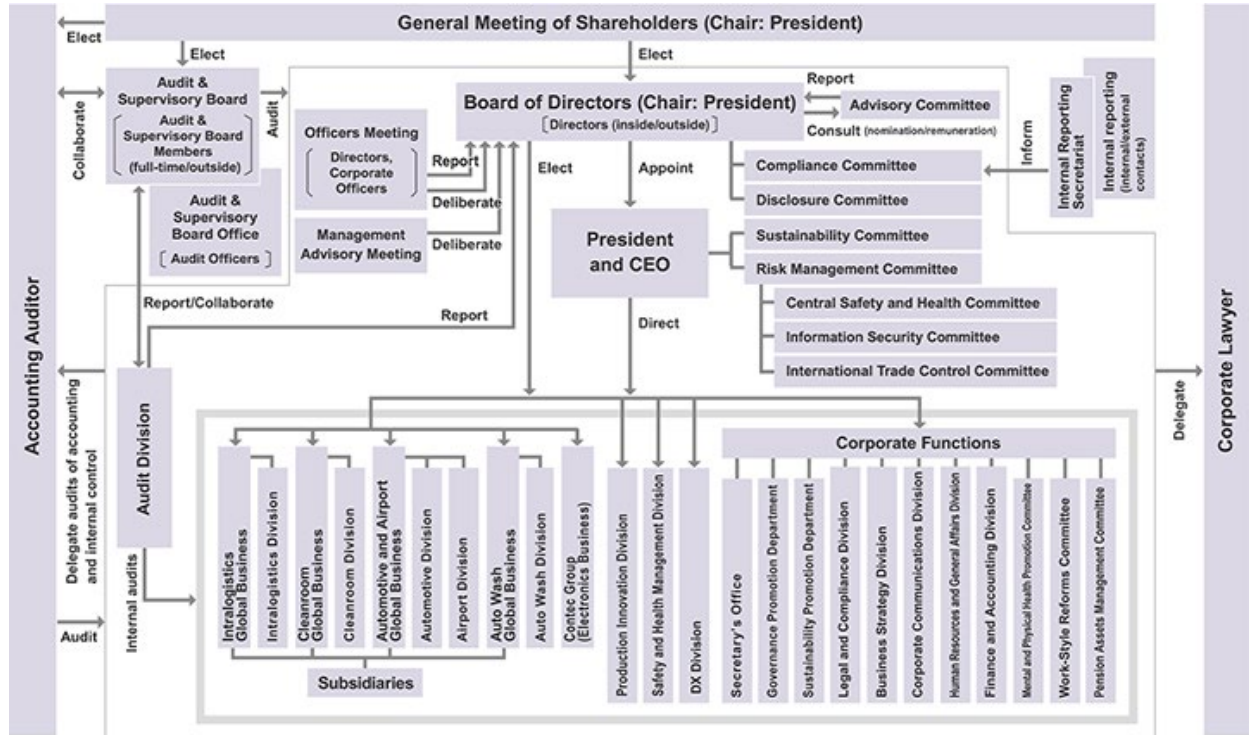 General Meeting of Shareholders (Chair: President)
Elect
Elect
Elect
Accounting Auditor
Collaborate
Audit &
Supervisory Board
Audit &
Supervisory Board
Members
(full-time/outside)
Audit
Audit &
Supervisory
Board Office
Audit Officers
Officers Meeting
Directors,
Corporate
Officers
Report
Deliberate
Management
Advisory Meeting
Deliberate
Board of Directors (Chair: President)
[Directors (inside/outside)]
Report
Advisory Committee
Consult (nomination/remuneration)
Elect
Appoint
Compliance Committee
Disclosure Committee
Inform
Internal Reporting
Secretariat
Internal reporting
(internal/external
contacts)
Corporate Lawyer
President
and CEO
Sustainability Committee
Risk Management Committee
Central Safety and Health Committee
Information Security Committee
International Trade Control Committee
Report/Collaborate
Report
Direct
Delegate
Delegate audits of accounting
and internal control
Audit
Audit Division
Internal audits
Intralogistics
Global Business
Intralogistics Division
Cleanroom
Global Business
Cleanroom Division
Automotive and Airport
Global Business
Automotive Division
Airport Division
Auto Wash
Global Business
Auto Wash Division
Contec Group
(Electronics Business)
Subsidiaries
Production Innovation Division
Safety and Health Management Division
DX Division
Corporate Functions
Secretary's Office
Governance Promotion Department
Sustainability Promotion Department
Legal and Compliance Division
Business Strategy Division
Corporate Communications Division
Human Resources and General Affairs Division
Finance and Accounting Division
Mental and Physical Health Promotion Committee
Work-Style Reforms Committee
Pension Assets Management Committee